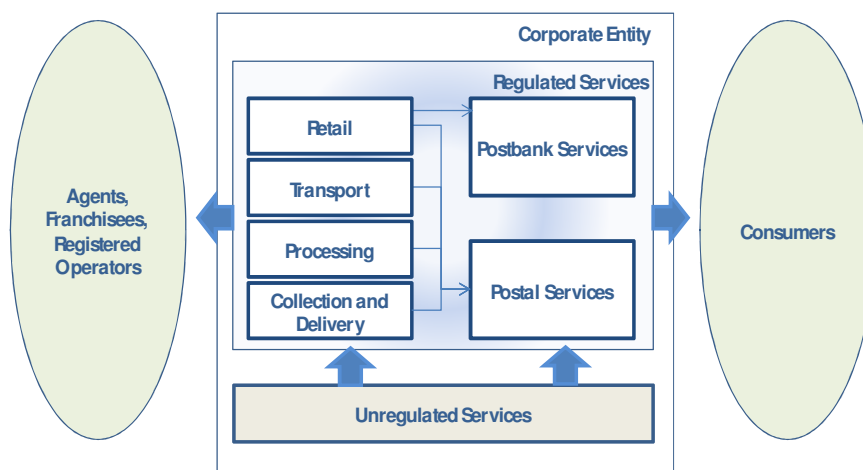 Corporate Entity
Regulated Services
Retail
Postbank Services
Transport
Agents,
Franchisees,
Registered
Operators
Consumers
Processing
Postal Services
Collection and
Delivery
Unregulated Services